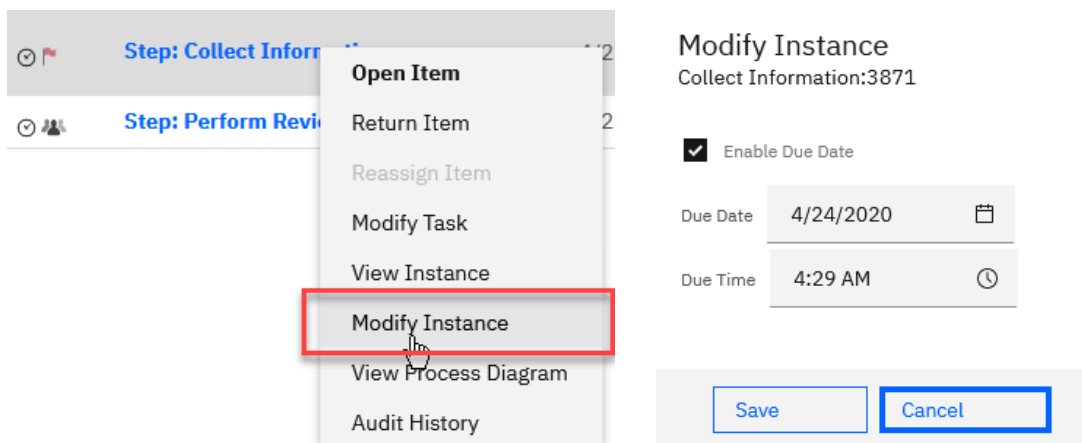 Step: Collect
Open Item
Step: Perform
Return Item
Reassign Item
Modify Task
View Instance
Modify Instance
View Process Diagram
Audit History
Modify Instance
Collect Information:3871
Enable Due Date
Due Date 4/24/2020
Due Time 4:29 AM
Save Cancel